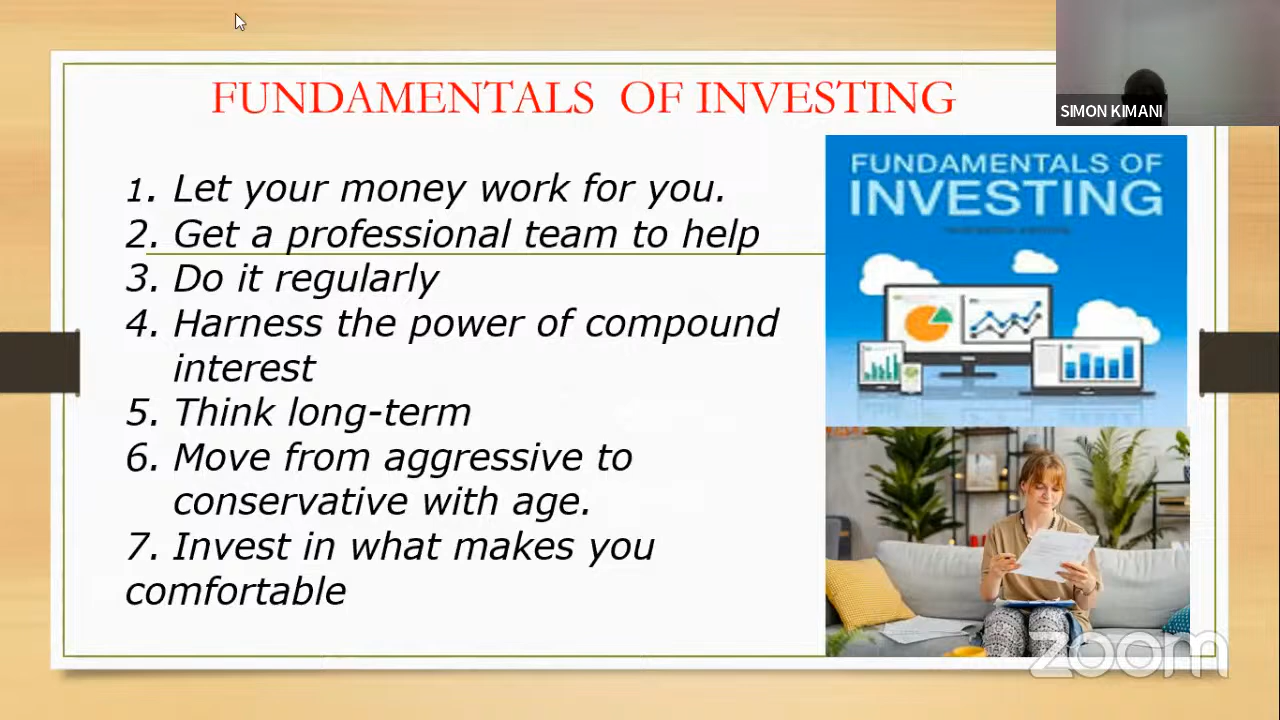 FUNDAMENTALS OF INVESTING
SIMON KIMANI
1. Let your money work for you.
2. Get a professional team to help
3. Do it regularly
4. Harness the power of compound
interest
5. Think long-term
6. Move from aggressive to
conservative with age.
7. Invest in what makes you
comfortable
FUNDAMENTALS OF
INVESTING
zoom